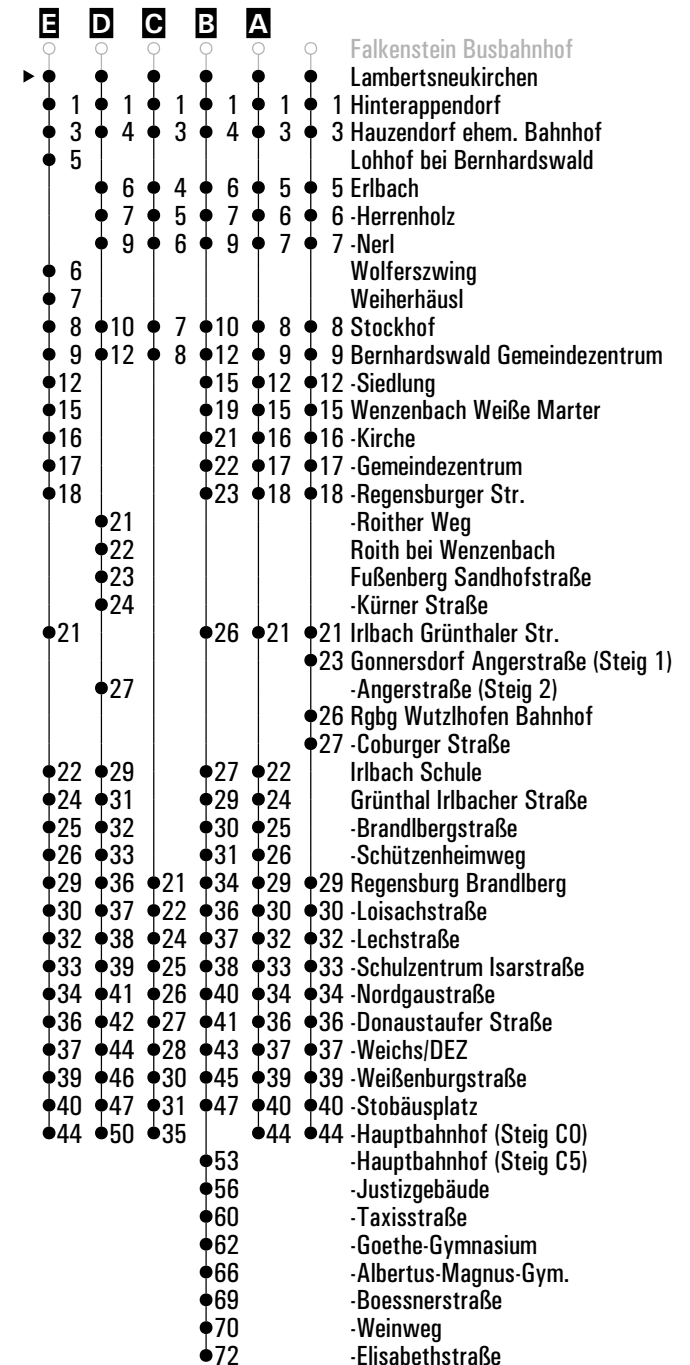 E D C B A
Falkenstein Busbahnhof
Lambertsneukirchen
1 1 1 1 1 1 Hinterappendorf
3 4 3 4 3 3 Hauzendorf ehem. Bahnhof
5 Lohhof bei Bernhardswald
6 4 6 5 5 Erlbach
7 5 7 6 6 -Herrenholz
9 6 9 7 7 -Nerl
6 Wolferszwing
7 Weiherhäusl
8 10 7 10 8 8 Stockhof
9 12 8 12 9 9 Bernhardswald Gemeindezentrum
12 15 12 12 -Siedlung
15 19 15 15 Wenzenbach Weiße Marter
16 21 16 16 -Kirche
17 22 17 17 -Gemeindezentrum
18 23 18 18 -Regensburger Str.
21 -Roither Weg
22 Roith bei Wenzenbach
23 Fußenberg Sandhofstraße
24 -Kürner Straße
21 26 21 21 Irlbach Grünthaler Str.
23 Gonnersdorf Angerstraße (Steig 1)
27 -Angerstraße (Steig 2)
26 Rgbg Wutzlhofen Bahnhof
27 -Coburger Straße
22 29 27 22 Irlbach Schule
24 31 29 24 Grünthal Irlbacher Straße
25 32 30 25 -Brandlbergstraße
26 33 31 26 -Schützenheimweg
29 36 21 34 29 29 Regensburg Brandlberg
30 37 22 36 30 30 -Loisachstraße
32 38 24 37 32 32 -Lechstraße
33 39 25 38 33 33 -Schulzentrum Isarstraße
34 41 26 40 34 34 -Nordgaustraße
36 42 27 41 36 36 -Donaustaufer Straße
37 44 28 43 37 37 -Weichs/DEZ
39 46 30 45 39 39 -Weißenburgstraße
40 47 31 47 40 40 -Stobäusplatz
44 50 35 44 44 -Hauptbahnhof (Steig C0)
53 -Hauptbahnhof (Steig C5)
56 -Justizgebäude
60 -Taxisstraße
62 -Goethe-Gymnasium
66 -Albertus-Magnus-Gym.
69 -Boessnerstraße
70 -Weinweg
72 -Elisabethstraße